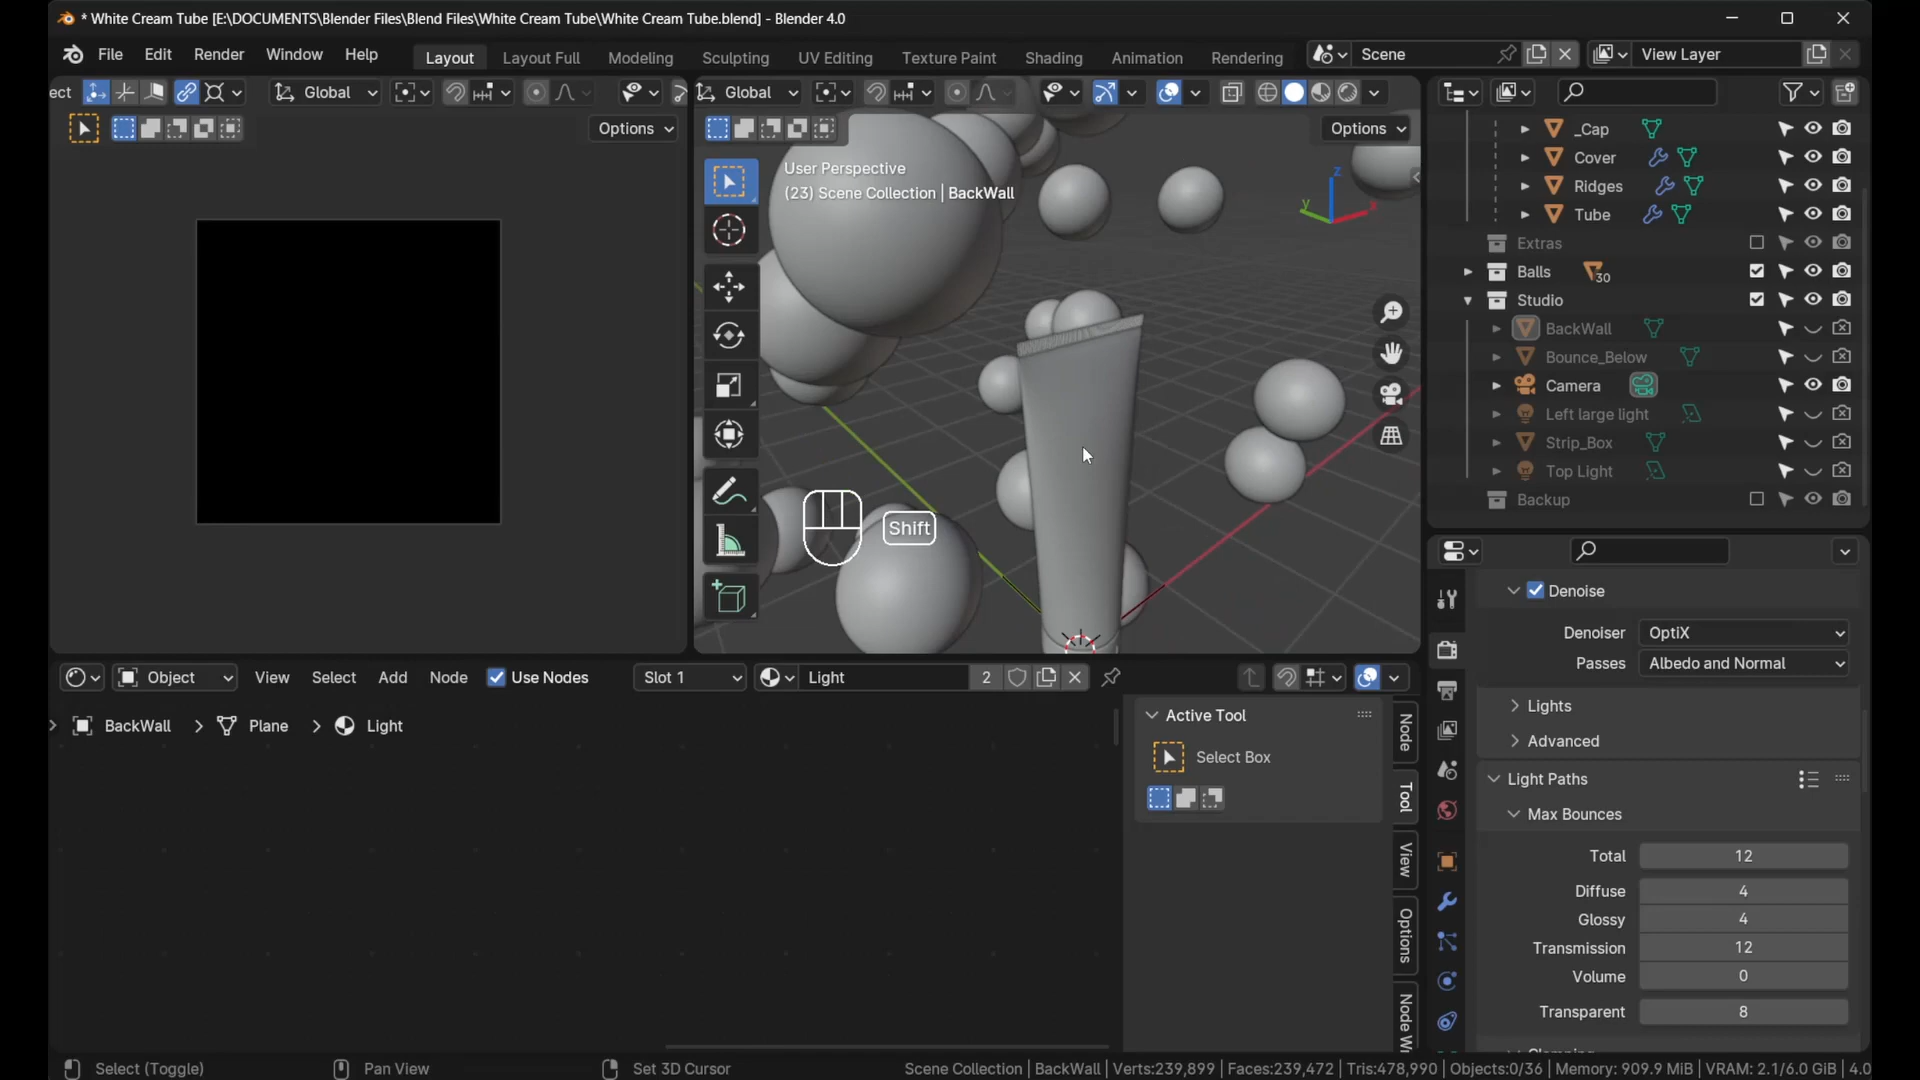 * White Cream Tube [E:\DOCUMENTS\Blender Files\Blend Files\White Cream Tube\White Cream Tube.blend] - Blender 4.0
File Edit Render Window Help
Layout Layout Full Modeling Sculpting UV Editing Texture Paint Shading Animation Rendering
Scene
View Layer
ect
Global
Global
Options
Options
User Perspective
(23) Scene Collection | BackWall
z
y
x
Shift
_Cap
Cover
Ridges
Tube
Extras
Balls
30
Studio
BackWall
Bounce_Below
Camera
Left large light
Strip_Box
Top Light
Backup
Denoise
Denoiser OptiX
Passes Albedo and Normal
Lights
Advanced
Light Paths
Max Bounces
Total 12
Diffuse 4
Glossy 4
Transmission 12
Volume 0
Transparent 8
Object View Select Add Node Use Nodes Slot 1 Light 2
BackWall Plane Light
Active Tool
Select Box
Node
Tool
View
Options
Node W
Select (Toggle) Pan View Set 3D Cursor
Scene Collection | BackWall | Verts:239,899 | Faces:239,472 | Tris:478,990 | Objects:0/36 | Memory: 909.9 MiB | VRAM: 2.1/6.0 GiB | 4.0